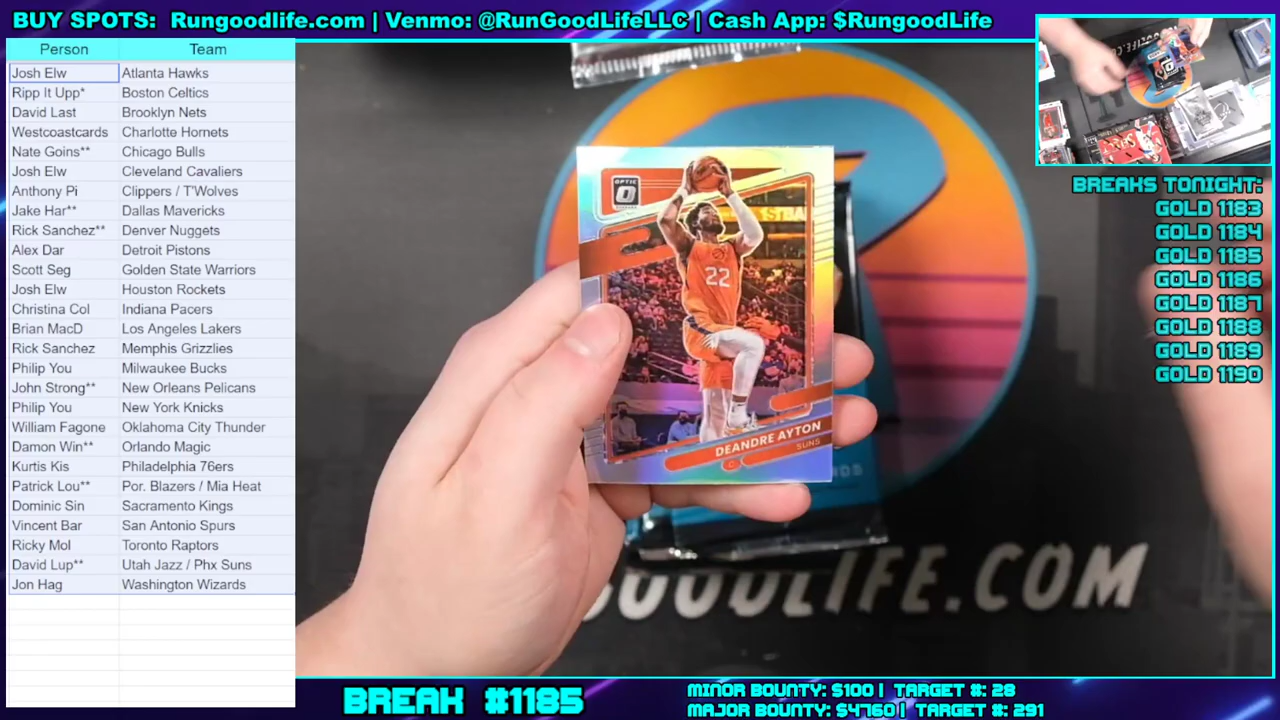 BUY SPOTS: Rungoodlife.com | Venmo: @RunGoodLifeLLC | Cash App: $RungoodLife
Person Team
Josh Elw Atlanta Hawks
Ripp It Upp* Boston Celtics
David Last Brooklyn Nets
Westcoastcards Charlotte Hornets
Nate Goins** Chicago Bulls
Josh Elw Cleveland Cavaliers
Anthony Pi Clippers / T'Wolves
Jake Har** Dallas Mavericks
Rick Sanchez** Denver Nuggets
Alex Dar Detroit Pistons
Scott Seg Golden State Warriors
Josh Elw Houston Rockets
Christina Col Indiana Pacers
Brian MacD Los Angeles Lakers
Rick Sanchez Memphis Grizzlies
Philip You Milwaukee Bucks
John Strong** New Orleans Pelicans
Philip You New York Knicks
William Fagone Oklahoma City Thunder
Damon Win** Orlando Magic
Kurtis Kis Philadelphia 76ers
Patrick Lou** Por. Blazers / Mia Heat
Dominic Sin Sacramento Kings
Vincent Bar San Antonio Spurs
Ricky Mol Toronto Raptors
David Lup** Utah Jazz / Phx Suns
Jon Hag Washington Wizards
OPTIC
22
DEANDRE AYTON
SUNS
C
GOODLIFE.COM
BREAKS TONIGHT:
GOLD 1183
GOLD 1184
GOLD 1185
GOLD 1186
GOLD 1187
GOLD 1188
GOLD 1189
GOLD 1190
BREAK #1185
MINOR BOUNTY: $100 | TARGET #: 28
MAJOR BOUNTY: $4760 | TARGET #: 291